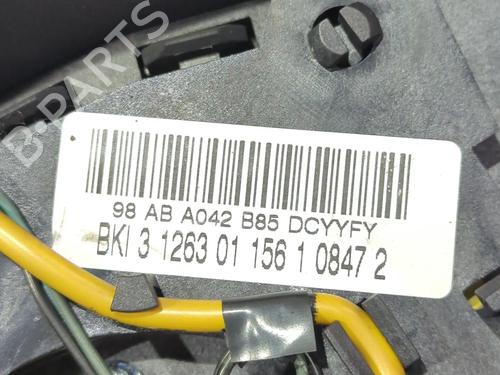 B-PARTS
98 AB A042 B85 DCYYFY
BKI 3 1263 01 156 1 0847 2